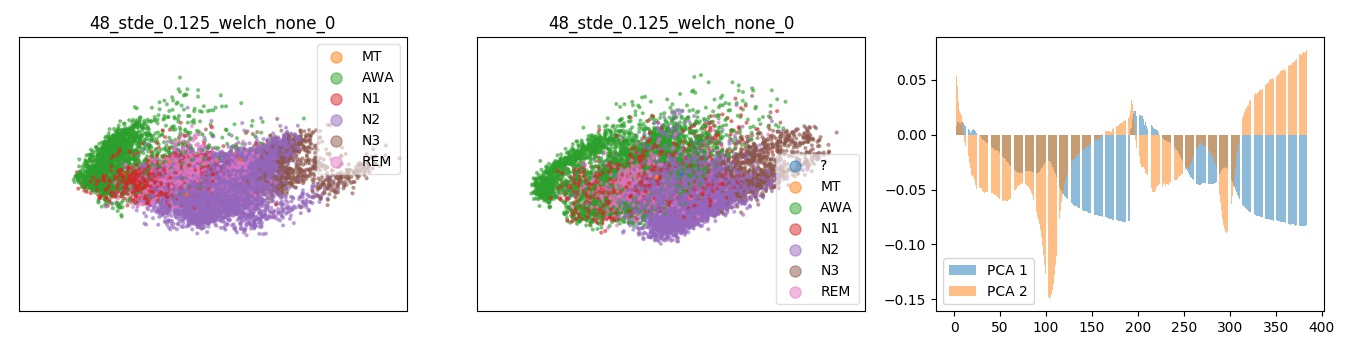 48_stde_0.125_welch_none_0
MT
AWA
N1
N2
N3
REM
48_stde_0.125_welch_none_0
?
MT
AWA
N1
N2
N3
REM
0.05
0.00
−0.05
−0.10
−0.15
0 50 100 150 200 250 300 350 400
PCA 1
PCA 2